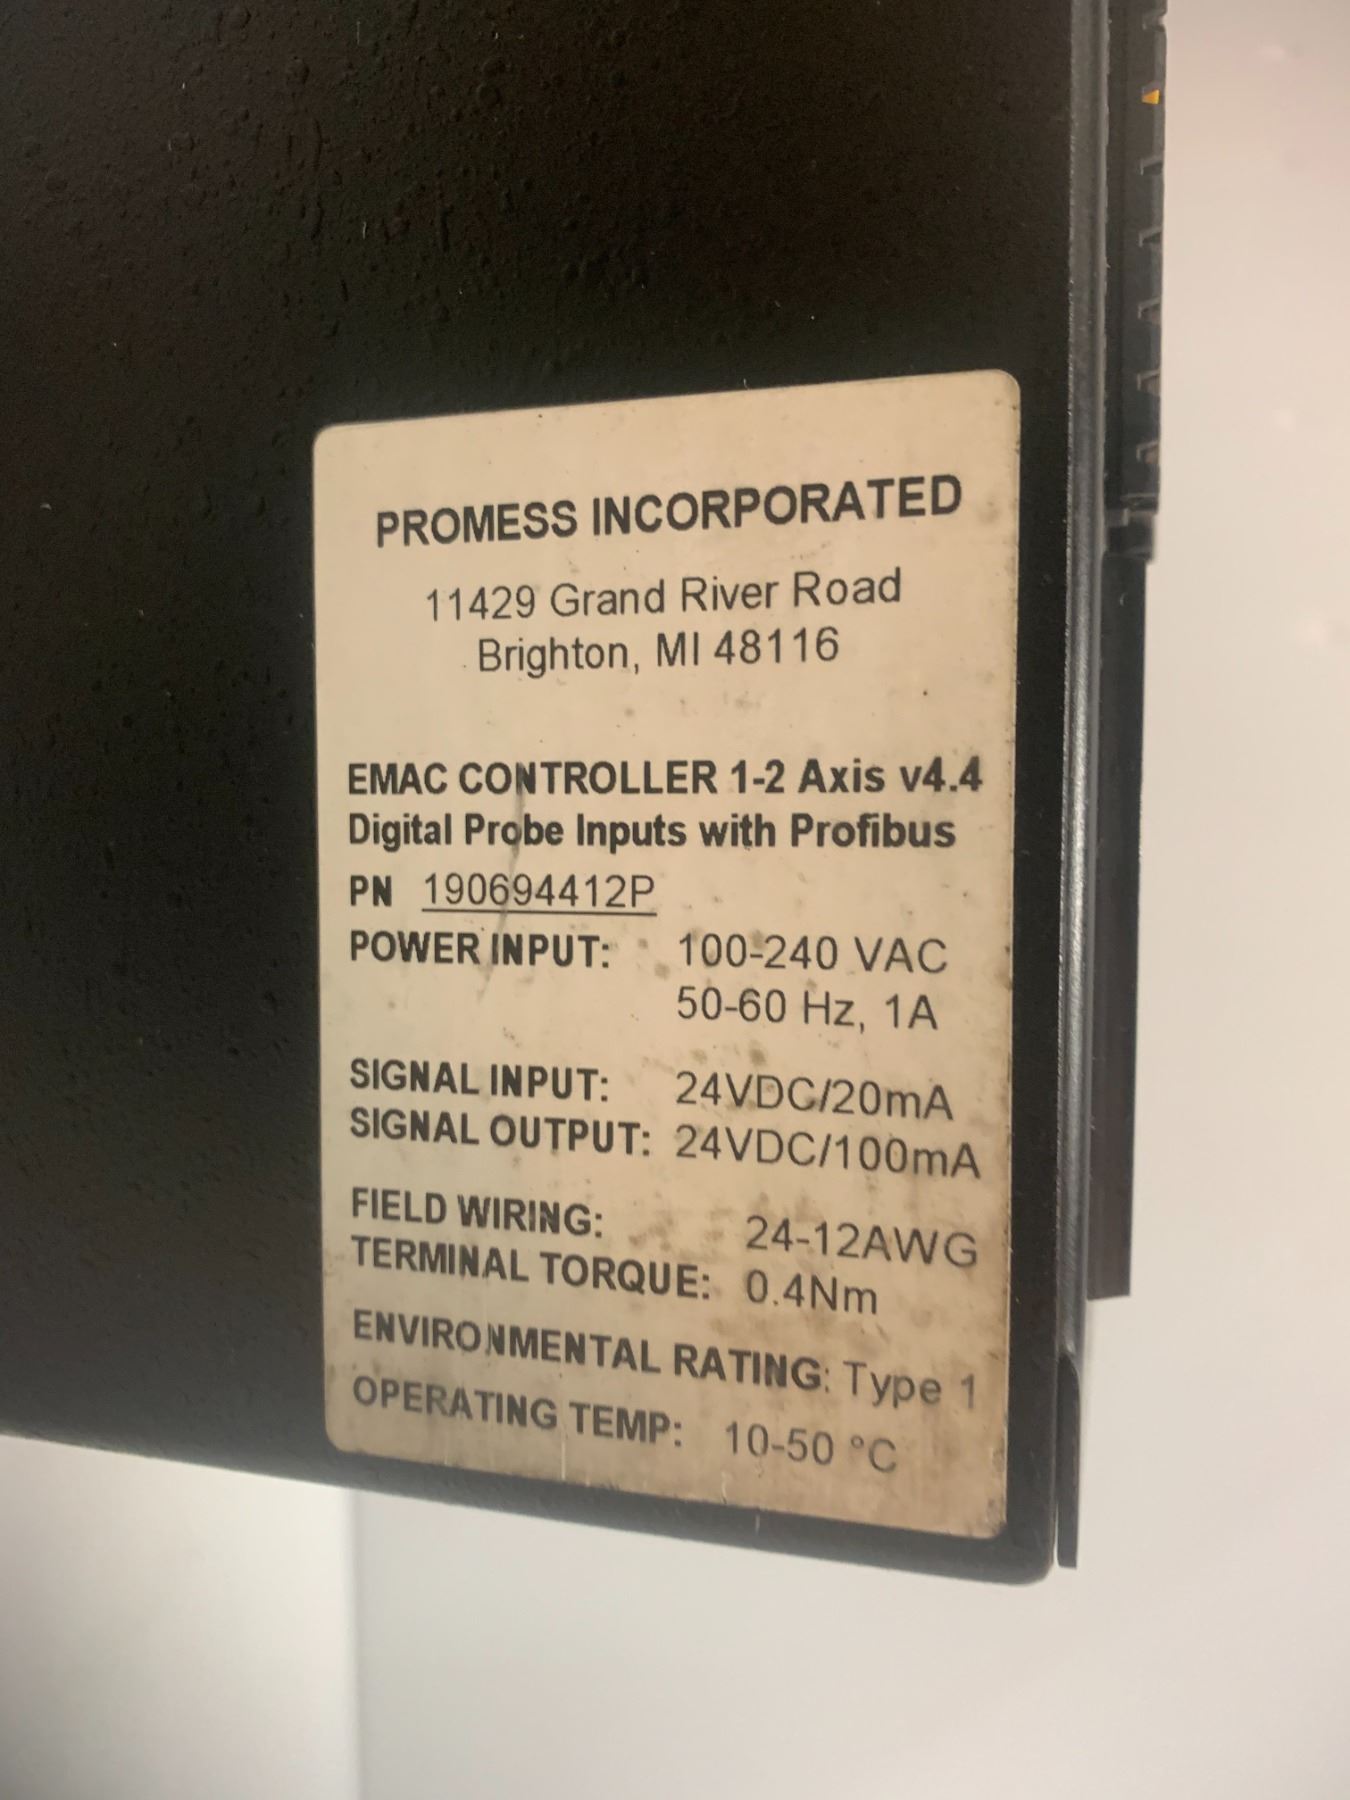 PROMESS INCORPORATED
11429 Grand River Road
Brighton, MI 48116
EMAC CONTROLLER 1-2 Axis v4.4
Digital Probe Inputs with Profibus
PN 190694412P
POWER INPUT: 100-240 VAC
50-60 Hz, 1A
SIGNAL INPUT: 24VDC/20mA
SIGNAL OUTPUT: 24VDC/100mA
FIELD WIRING: 24-12AWG
TERMINAL TORQUE: 0.4Nm
ENVIRONMENTAL RATING: Type 1
OPERATING TEMP: 10-50 °C